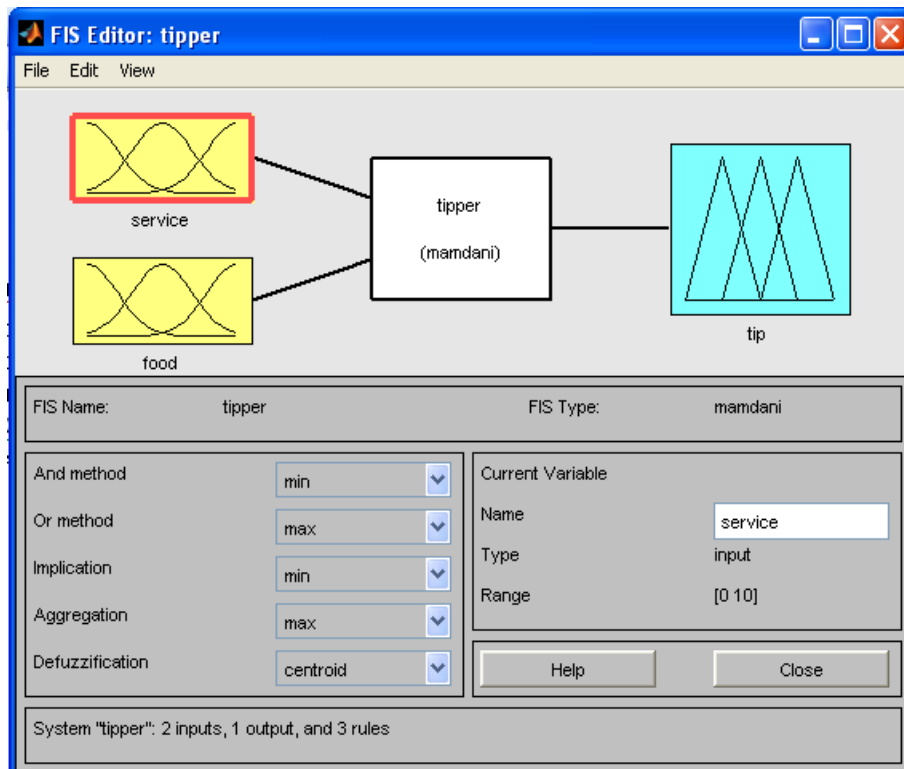 FIS Editor: tipper
File Edit View
service
food
tipper
(mamdani)
tip
FIS Name: tipper FIS Type: mamdani
And method min
Or method max
Implication min
Aggregation max
Defuzzification centroid
Current Variable
Name service
Type input
Range [0 10]
Help Close
System "tipper": 2 inputs, 1 output, and 3 rules